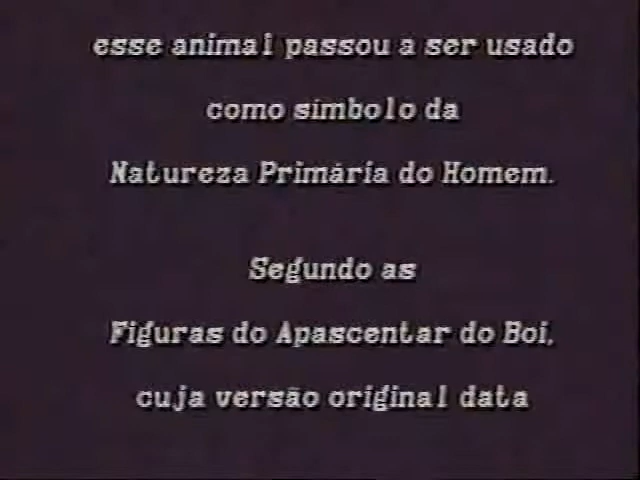 esse animal passou a ser usado
como símbolo da
Natureza Primária do Homem.
Segundo as
Figuras do Apascentar do Boi,
cuja versão original data